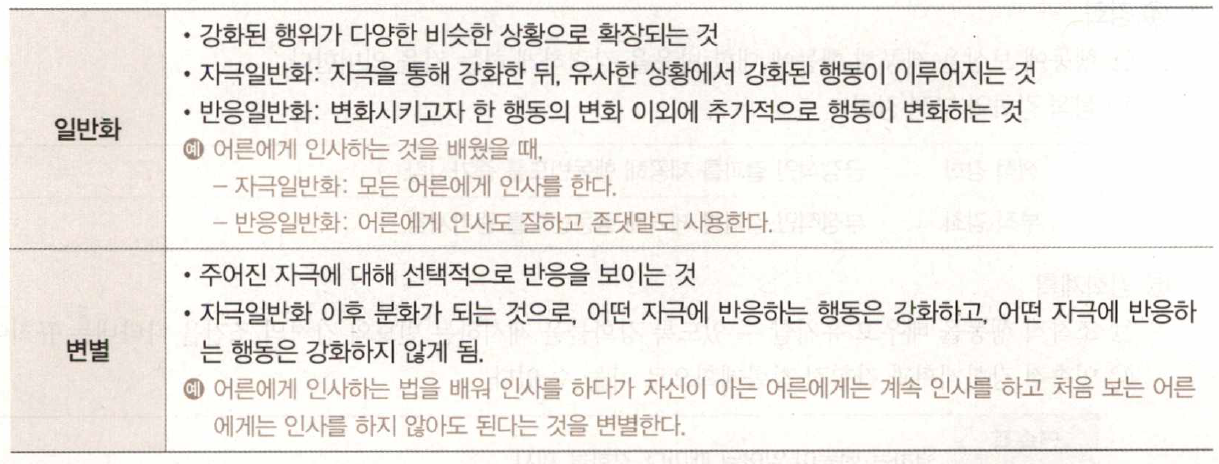 일반화
• 강화된 행위가 다양한 비슷한 상황으로 확장되는 것
• 자극일반화: 자극을 통해 강화한 뒤, 유사한 상황에서 강화된 행동이 이루어지는 것
• 반응일반화: 변화시키고자 한 행동의 변화 이외에 추가적으로 행동이 변화하는 것
예 어른에게 인사하는 것을 배웠을 때,
– 자극일반화: 모든 어른에게 인사를 한다.
– 반응일반화: 어른에게 인사도 잘하고 존댓말도 사용한다.
변별
• 주어진 자극에 대해 선택적으로 반응을 보이는 것
• 자극일반화 이후 분화가 되는 것으로, 어떤 자극에 반응하는 행동은 강화하고, 어떤 자극에 반응하
는 행동은 강화하지 않게 됨.
예 어른에게 인사하는 법을 배워 인사를 하다가 자신이 아는 어른에게는 계속 인사를 하고 처음 보는 어른
에게는 인사를 하지 않아도 된다는 것을 변별한다.